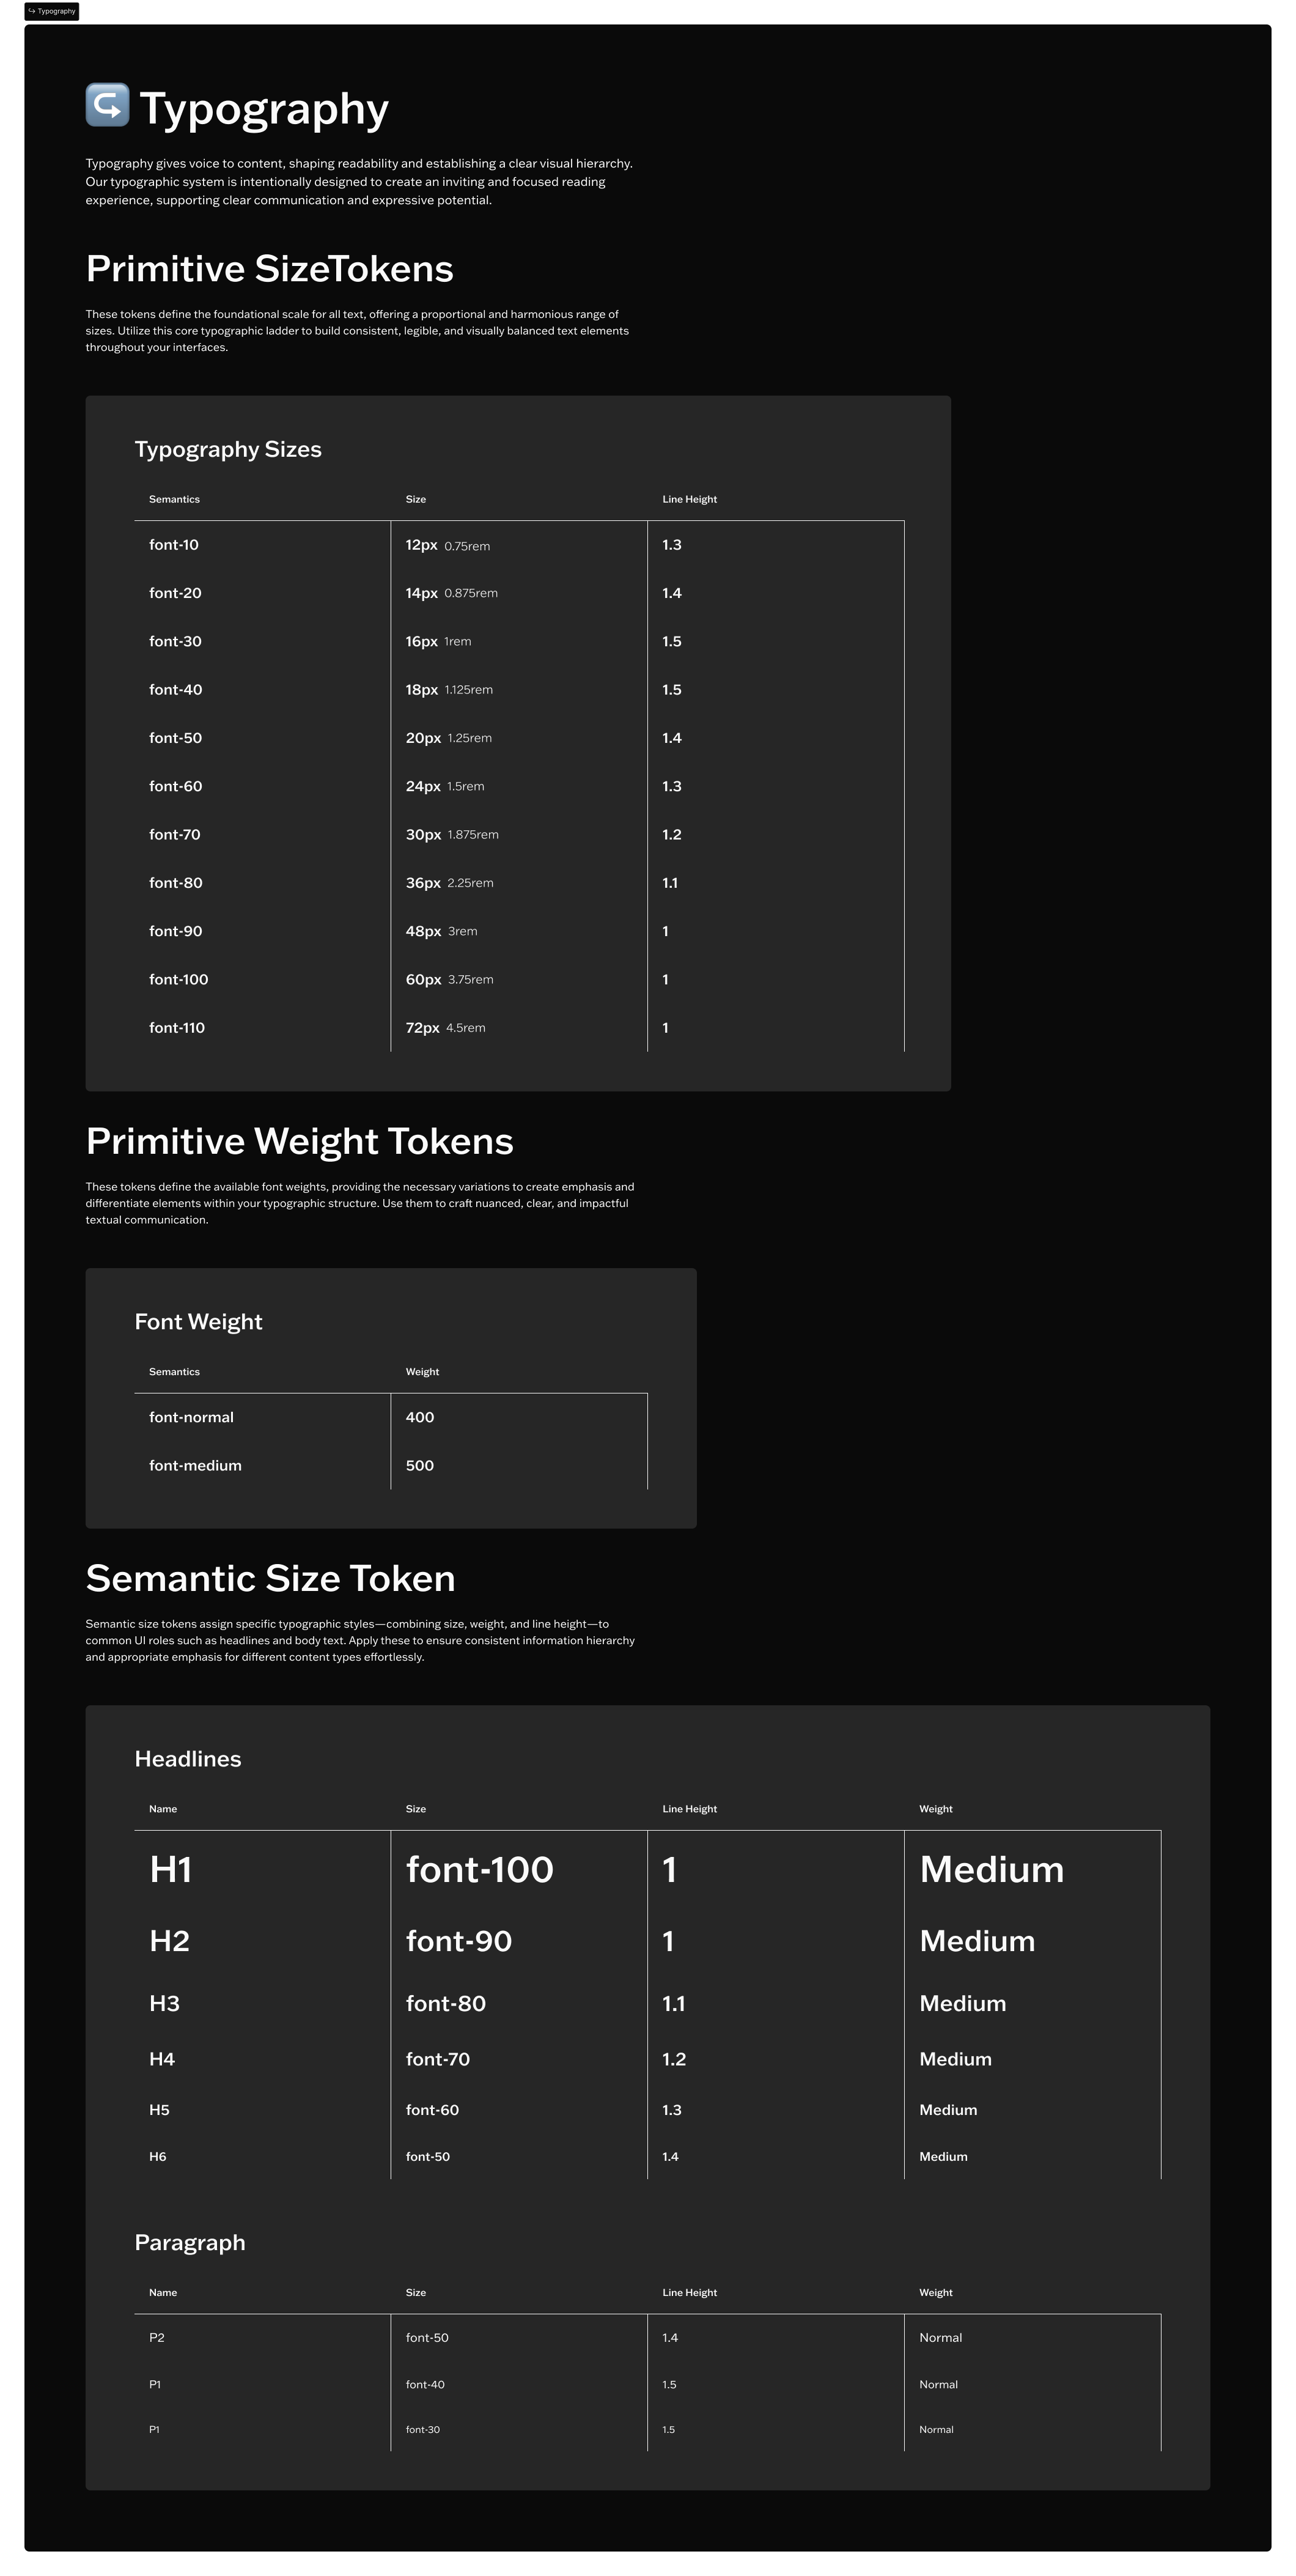 ↪ Typography
↪️ Typography
Typography gives voice to content, shaping readability and establishing a clear visual hierarchy.
Our typographic system is intentionally designed to create an inviting and focused reading
experience, supporting clear communication and expressive potential.
Primitive SizeTokens
These tokens define the foundational scale for all text, offering a proportional and harmonious range of
sizes. Utilize this core typographic ladder to build consistent, legible, and visually balanced text elements
throughout your interfaces.
Typography Sizes
Semantics Size Line Height
font-10 12px 0.75rem 1.3
font-20 14px 0.875rem 1.4
font-30 16px 1rem 1.5
font-40 18px 1.125rem 1.5
font-50 20px 1.25rem 1.4
font-60 24px 1.5rem 1.3
font-70 30px 1.875rem 1.2
font-80 36px 2.25rem 1.1
font-90 48px 3rem 1
font-100 60px 3.75rem 1
font-110 72px 4.5rem 1
Primitive Weight Tokens
These tokens define the available font weights, providing the necessary variations to create emphasis and
differentiate elements within your typographic structure. Use them to craft nuanced, clear, and impactful
textual communication.
Font Weight
Semantics Weight
font-normal 400
font-medium 500
Semantic Size Token
Semantic size tokens assign specific typographic styles—combining size, weight, and line height—to
common UI roles such as headlines and body text. Apply these to ensure consistent information hierarchy
and appropriate emphasis for different content types effortlessly.
Headlines
Name Size Line Height Weight
H1 font-100 1 Medium
H2 font-90 1 Medium
H3 font-80 1.1 Medium
H4 font-70 1.2 Medium
H5 font-60 1.3 Medium
H6 font-50 1.4 Medium
Paragraph
Name Size Line Height Weight
P2 font-50 1.4 Normal
P1 font-40 1.5 Normal
P1 font-30 1.5 Normal